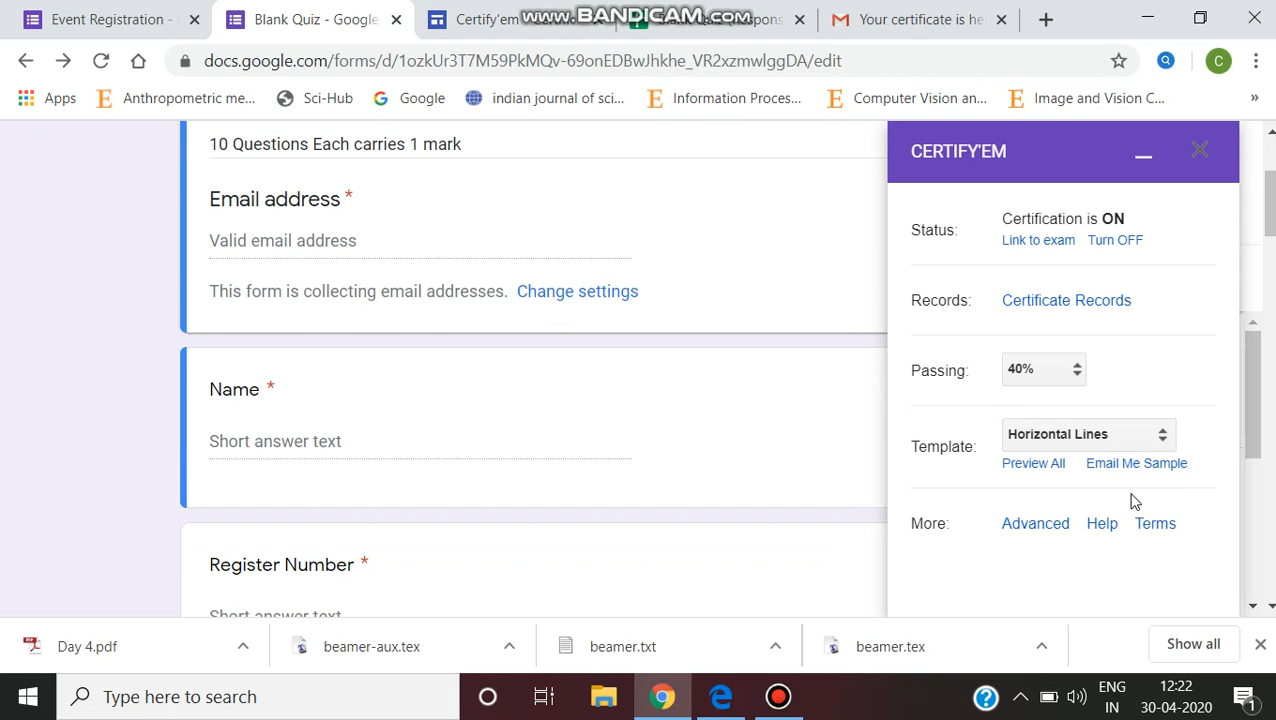 www.BANDICAM.com
Event Registration -
Blank Quiz - Google
Certify'em
Your certificate is he
docs.google.com/forms/d/1ozkUr3T7M59PkMQv-69onEDBwJhkhe_VR2xzmwIggDA/edit
C
Apps
Anthropometric me...
Sci-Hub
Google
indian journal of sci...
Information Proces...
Computer Vision an...
Image and Vision C...
10 Questions Each carries 1 mark
Email address *
Valid email address
This form is collecting email addresses. Change settings
Name *
Short answer text
Register Number *
Short answer text
CERTIFY'EM
Status:
Certification is ON
Link to exam Turn OFF
Records: Certificate Records
Passing: 40%
Template: Horizontal Lines
Preview All Email Me Sample
More: Advanced Help Terms
Day 4.pdf
beamer-aux.tex
beamer.txt
beamer.tex
Show all
Type here to search
ENG
IN
12:22
30-04-2020
1